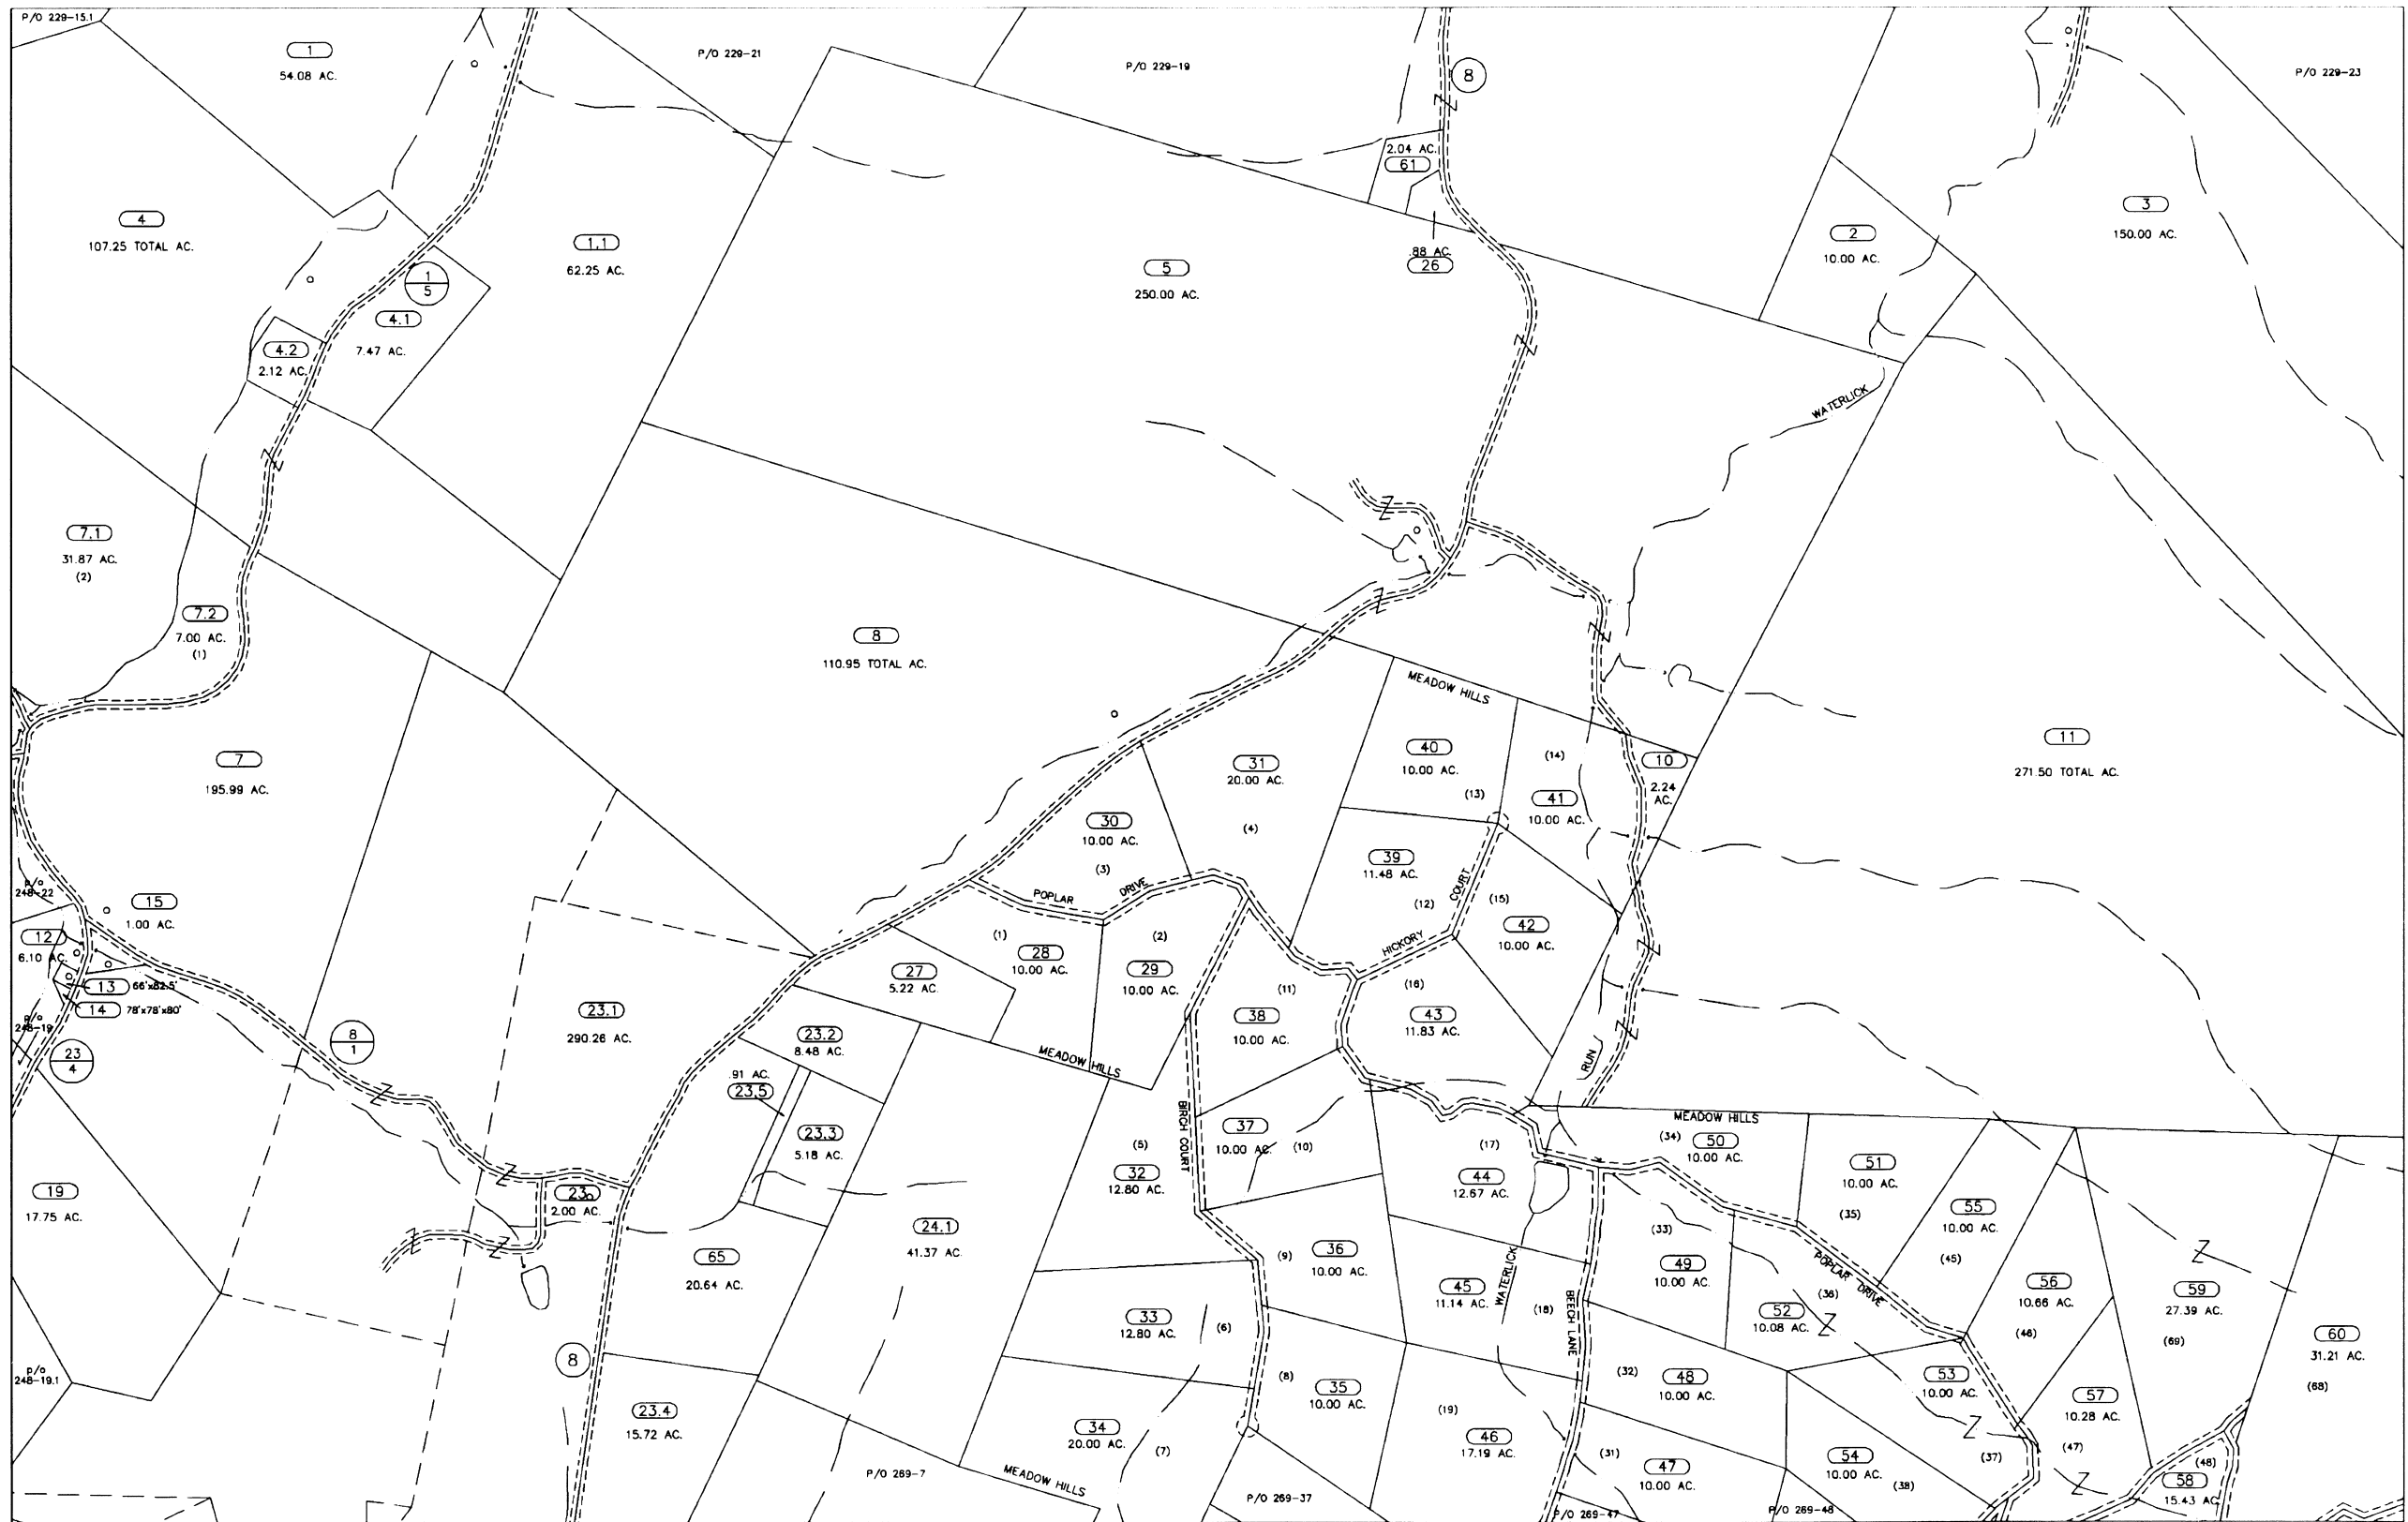 P/O 229-15.1
1
54.08 AC.
P/O 229-21
P/O 229-19
8
P/O 229-23
2.04 AC.
61
4
107.25 TOTAL AC.
1.1
62.25 AC.
5
250.00 AC.
.88 AC.
26
2
10.00 AC.
3
150.00 AC.
1
5
4.1
7.47 AC.
4.2
2.12 AC.
WATERLICK
7.1
31.87 AC.
(2)
7.2
7.00 AC.
(1)
8
110.95 TOTAL AC.
MEADOW HILLS
7
195.99 AC.
31
20.00 AC.
(4)
40
10.00 AC.
(13)
(14)
41
10.00 AC.
10
2.24
AC.
11
271.50 TOTAL AC.
30
10.00 AC.
(3)
39
11.48 AC.
(12)
COURT
(15)
HICKORY
42
10.00 AC.
POPLAR
DRIVE
P/O
248-22
15
1.00 AC.
12
6.10 AC.
13
66'x82.5'
14
78'x78'x80'
P/O
248-19
23
4
8
1
23.1
290.26 AC.
27
5.22 AC.
(1)
28
10.00 AC.
(2)
29
10.00 AC.
(11)
38
10.00 AC.
(16)
43
11.83 AC.
RUN
23.2
8.48 AC.
MEADOW HILLS
.91 AC.
23.5
23.3
5.18 AC.
BIRCH COURT
37
10.00 AC.
(10)
(5)
32
12.80 AC.
(17)
44
12.67 AC.
MEADOW HILLS
(34)
50
10.00 AC.
51
10.00 AC.
(35)
55
10.00 AC.
(45)
19
17.75 AC.
23
2.00 AC.
65
20.64 AC.
24.1
41.37 AC.
(9)
36
10.00 AC.
45
11.14 AC.
WATERLICK
(18)
BEECH LANE
(33)
49
10.00 AC.
POPLAR DRIVE
(36)
52
10.08 AC.
56
10.66 AC.
(46)
59
27.39 AC.
(69)
60
31.21 AC.
(68)
33
12.80 AC.
(6)
8
P/O
248-19.1
23.4
15.72 AC.
34
20.00 AC.
(7)
(8)
35
10.00 AC.
(19)
46
17.19 AC.
(32)
48
10.00 AC.
53
10.00 AC.
57
10.28 AC.
(47)
(31)
47
10.00 AC.
54
10.00 AC.
(38)
(37)
(48)
58
15.43 AC.
P/O 269-7
MEADOW HILLS
P/O 269-37
P/O 269-47
P/O 269-48